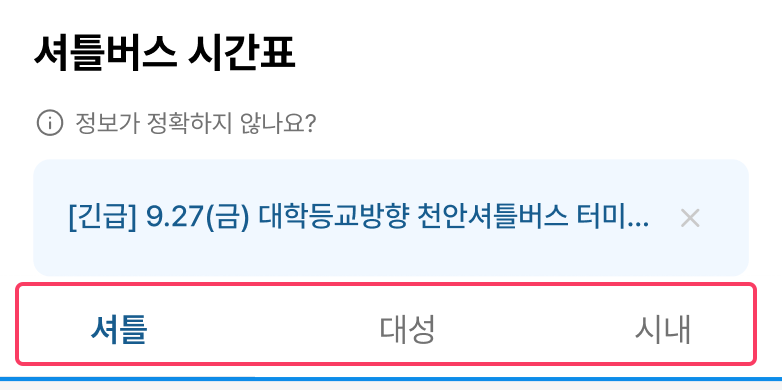 셔틀버스 시간표
정보가 정확하지 않나요?
[긴급] 9.27(금) 대학등교방향 천안셔틀버스 터미...
셔틀 대성 시내